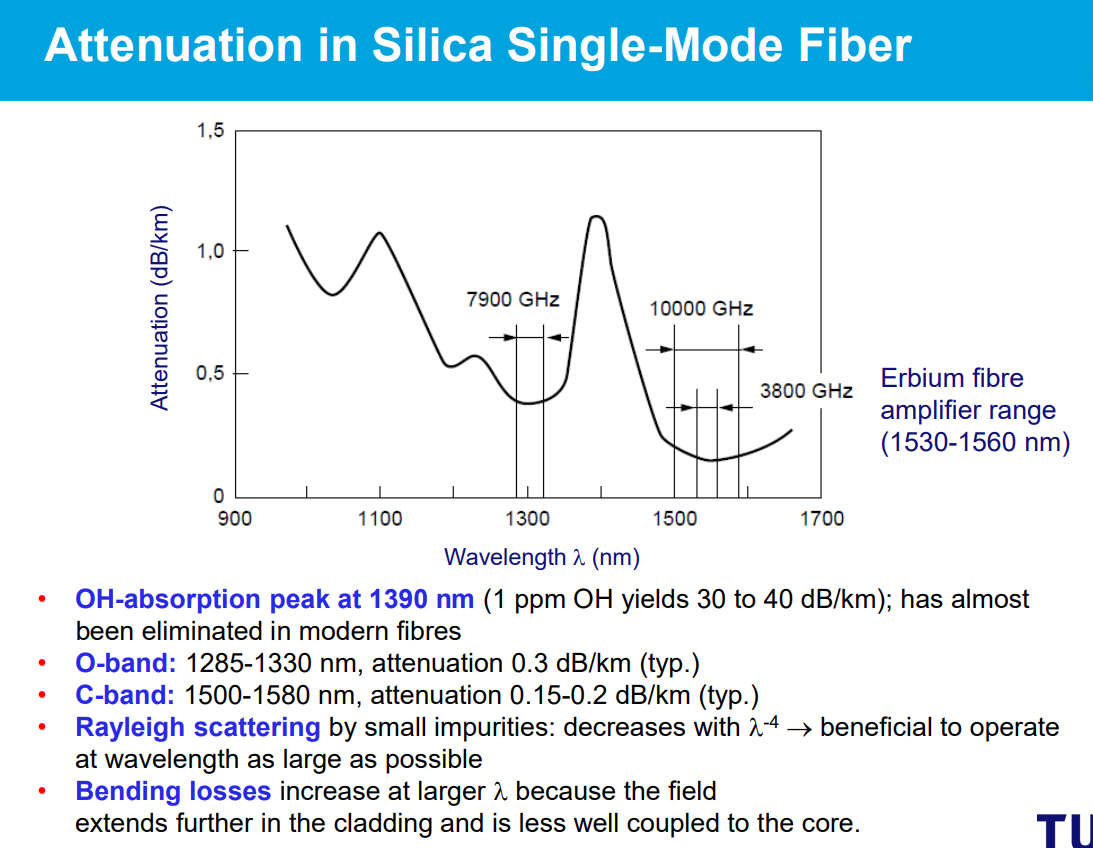 Attenuation in Silica Single-Mode Fiber
1,5
1,0
0,5
0
Attenuation (dB/km)
7900 GHz
10000 GHz
3800 GHz
Erbium fibre
amplifier range
(1530-1560 nm)
900 1100 1300 1500 1700
Wavelength λ (nm)
• OH-absorption peak at 1390 nm (1 ppm OH yields 30 to 40 dB/km); has almost
been eliminated in modern fibres
• O-band: 1285-1330 nm, attenuation 0.3 dB/km (typ.)
• C-band: 1500-1580 nm, attenuation 0.15-0.2 dB/km (typ.)
• Rayleigh scattering by small impurities: decreases with λ⁻⁴ → beneficial to operate
at wavelength as large as possible
• Bending losses increase at larger λ because the field
extends further in the cladding and is less well coupled to the core.
TU